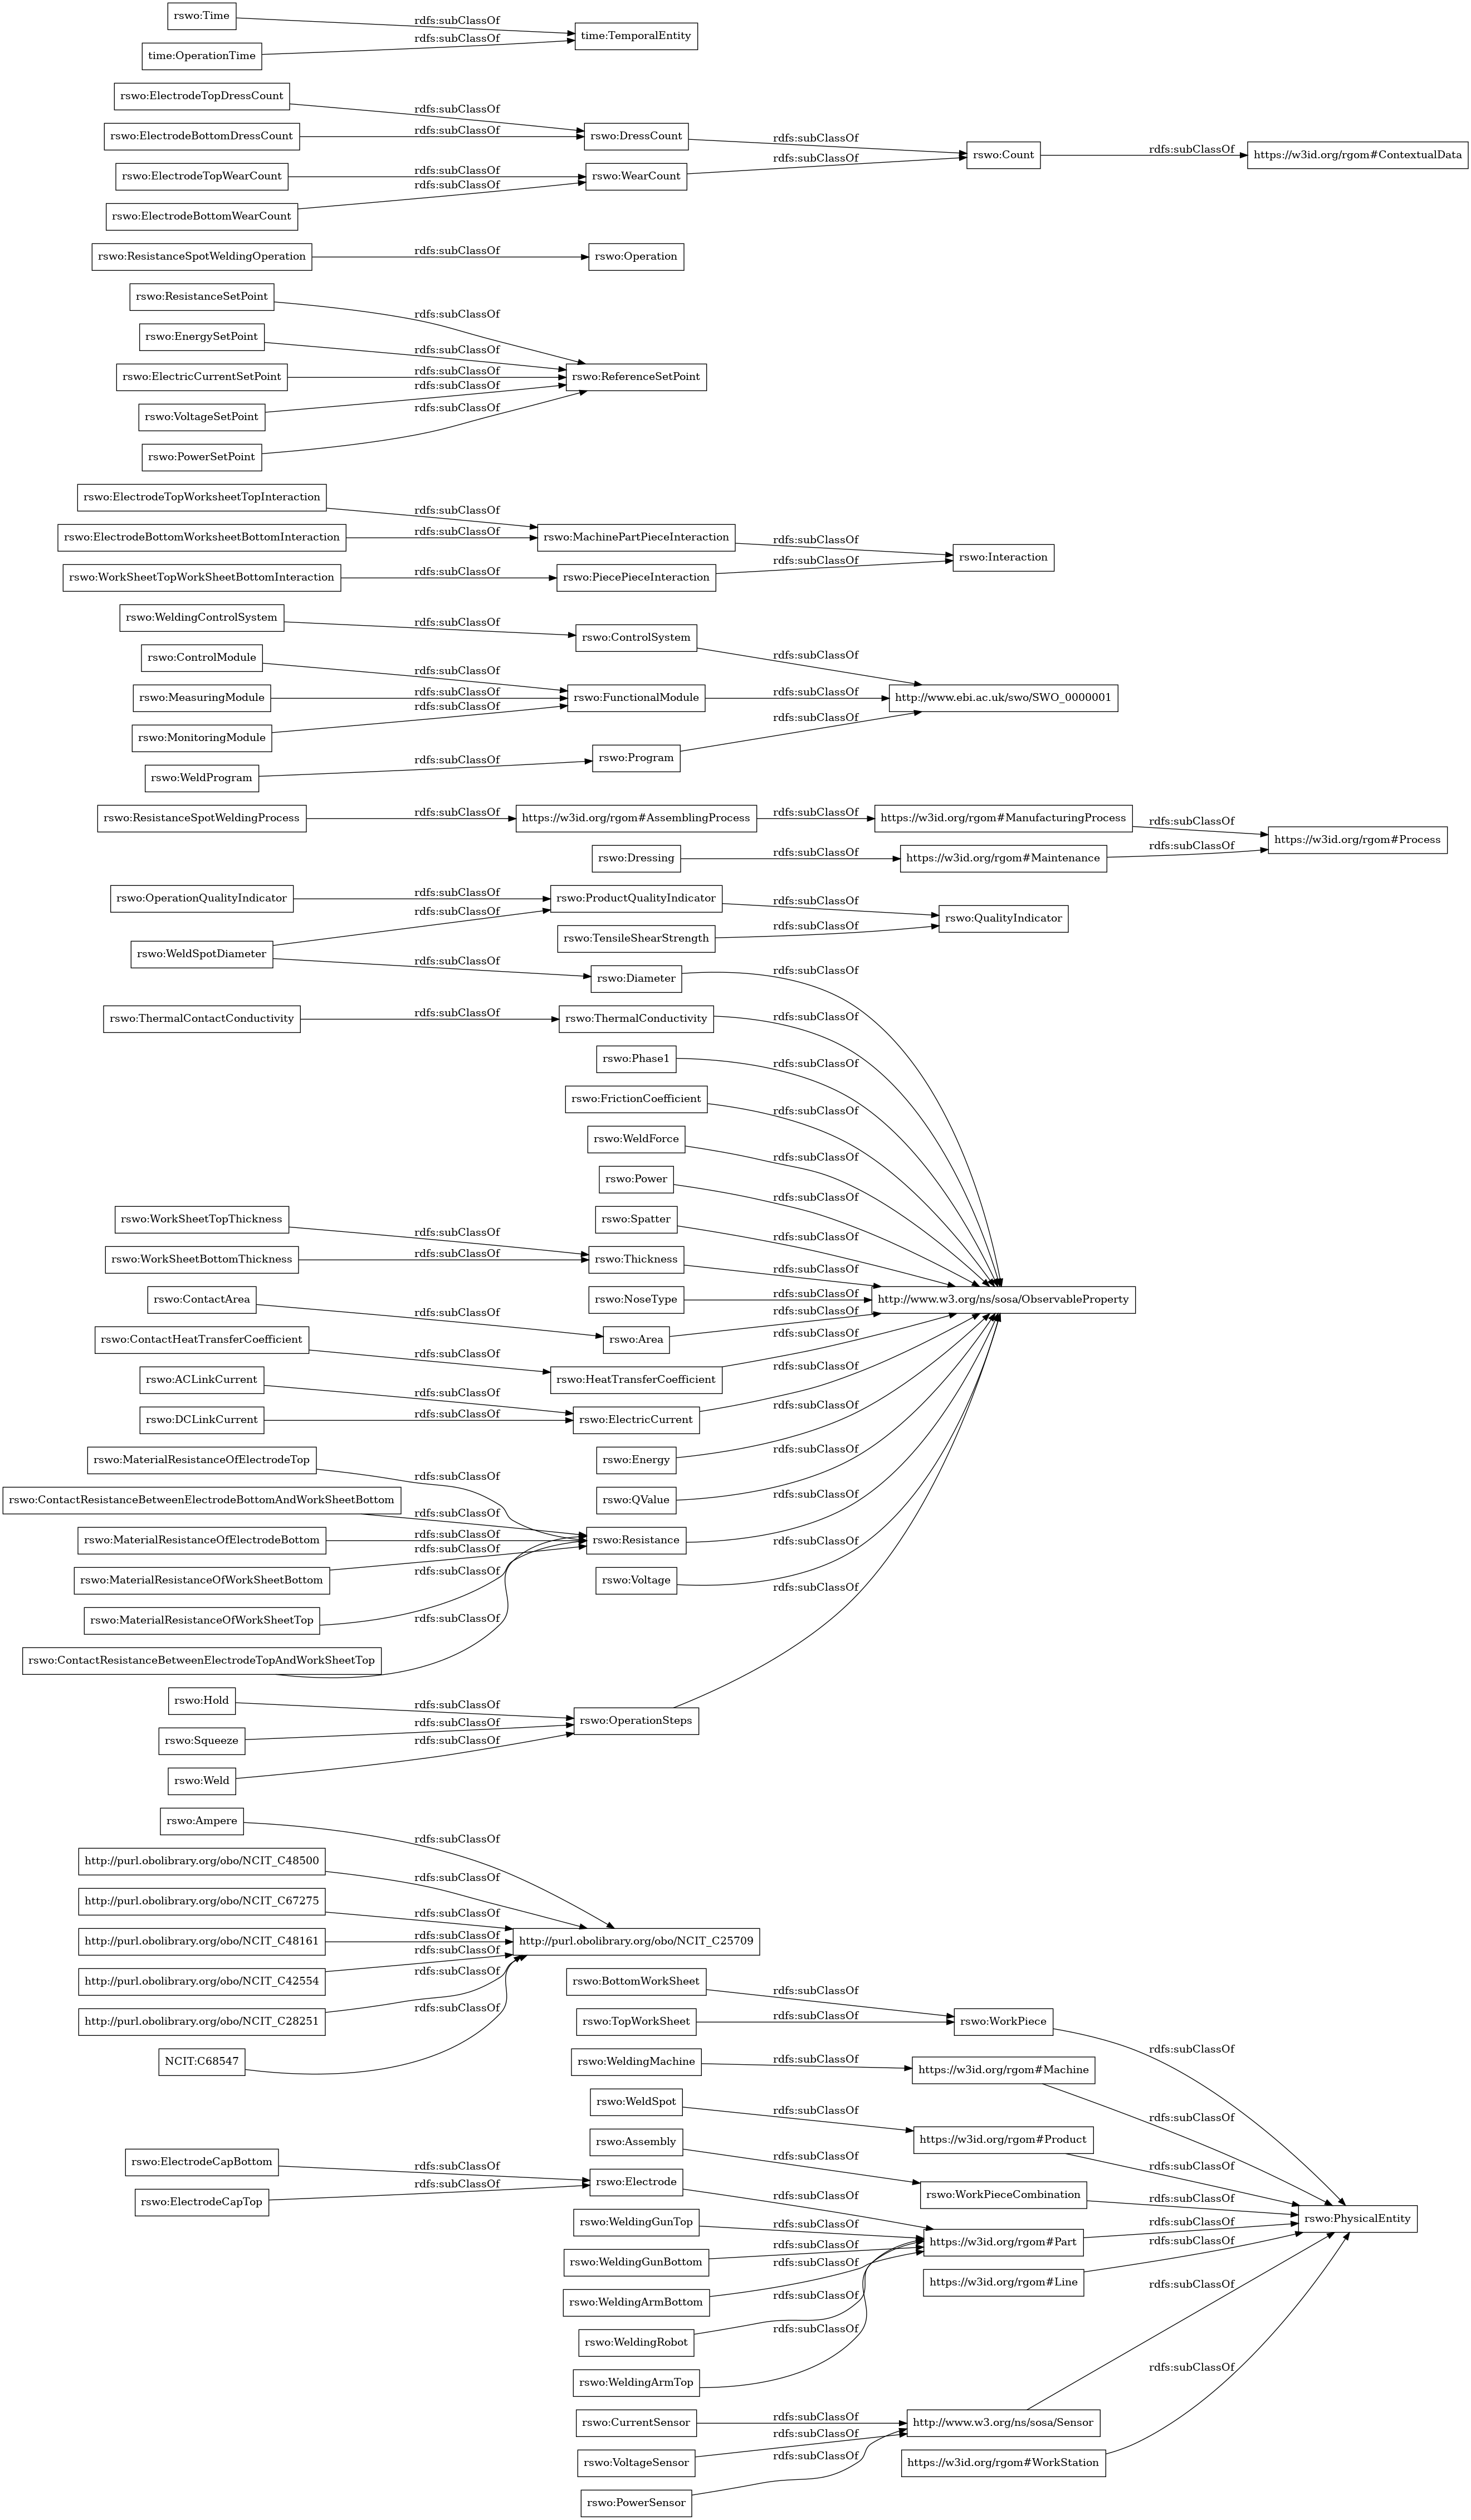 rswo:Time
rdfs:subClassOf
time:TemporalEntity
time:OperationTime
rdfs:subClassOf
rswo:ElectrodeTopDressCount
rdfs:subClassOf
rswo:ElectrodeBottomDressCount
rdfs:subClassOf
rswo:DressCount
rdfs:subClassOf
rswo:Count
rdfs:subClassOf
https://w3id.org/rgom#ContextualData
rswo:ElectrodeTopWearCount
rdfs:subClassOf
rswo:WearCount
rdfs:subClassOf
rswo:ElectrodeBottomWearCount
rdfs:subClassOf
rswo:ResistanceSpotWeldingOperation
rdfs:subClassOf
rswo:Operation
rswo:ResistanceSetPoint
rdfs:subClassOf
rswo:EnergySetPoint
rdfs:subClassOf
rswo:ElectricCurrentSetPoint
rdfs:subClassOf
rswo:ReferenceSetPoint
rswo:VoltageSetPoint
rdfs:subClassOf
rswo:PowerSetPoint
rdfs:subClassOf
rswo:ElectrodeTopWorksheetTopInteraction
rdfs:subClassOf
rswo:ElectrodeBottomWorksheetBottomInteraction
rdfs:subClassOf
rswo:MachinePartPieceInteraction
rdfs:subClassOf
rswo:Interaction
rswo:WorkSheetTopWorkSheetBottomInteraction
rdfs:subClassOf
rswo:PiecePieceInteraction
rdfs:subClassOf
rswo:WeldingControlSystem
rdfs:subClassOf
rswo:ControlSystem
rdfs:subClassOf
rswo:ControlModule
rdfs:subClassOf
rswo:MeasuringModule
rdfs:subClassOf
rswo:FunctionalModule
rdfs:subClassOf
http://www.ebi.ac.uk/swo/SWO_0000001
rswo:MonitoringModule
rdfs:subClassOf
rswo:WeldProgram
rdfs:subClassOf
rswo:Program
rdfs:subClassOf
rswo:ResistanceSpotWeldingProcess
rdfs:subClassOf
https://w3id.org/rgom#AssemblingProcess
rdfs:subClassOf
https://w3id.org/rgom#ManufacturingProcess
rdfs:subClassOf
https://w3id.org/rgom#Process
rswo:Dressing
rdfs:subClassOf
https://w3id.org/rgom#Maintenance
rdfs:subClassOf
rswo:OperationQualityIndicator
rdfs:subClassOf
rswo:ProductQualityIndicator
rdfs:subClassOf
rswo:QualityIndicator
rswo:TensileShearStrength
rdfs:subClassOf
rswo:WeldSpotDiameter
rdfs:subClassOf
rdfs:subClassOf
rswo:Diameter
rdfs:subClassOf
rswo:ThermalContactConductivity
rdfs:subClassOf
rswo:ThermalConductivity
rdfs:subClassOf
rswo:Phase1
rdfs:subClassOf
rswo:FrictionCoefficient
rdfs:subClassOf
rswo:WeldForce
rdfs:subClassOf
rswo:Power
rdfs:subClassOf
rswo:Spatter
rdfs:subClassOf
rswo:WorkSheetTopThickness
rdfs:subClassOf
rswo:WorkSheetBottomThickness
rdfs:subClassOf
rswo:Thickness
rdfs:subClassOf
rswo:NoseType
rdfs:subClassOf
http://www.w3.org/ns/sosa/ObservableProperty
rswo:ContactArea
rdfs:subClassOf
rswo:Area
rdfs:subClassOf
rswo:ContactHeatTransferCoefficient
rdfs:subClassOf
rswo:HeatTransferCoefficient
rdfs:subClassOf
rswo:ACLinkCurrent
rdfs:subClassOf
rswo:DCLinkCurrent
rdfs:subClassOf
rswo:ElectricCurrent
rdfs:subClassOf
rswo:Energy
rdfs:subClassOf
rswo:QValue
rdfs:subClassOf
rswo:MaterialResistanceOfElectrodeTop
rdfs:subClassOf
rswo:ContactResistanceBetweenElectrodeBottomAndWorkSheetBottom
rdfs:subClassOf
rswo:MaterialResistanceOfElectrodeBottom
rdfs:subClassOf
rswo:Resistance
rdfs:subClassOf
rswo:MaterialResistanceOfWorkSheetBottom
rdfs:subClassOf
rswo:Voltage
rdfs:subClassOf
rswo:MaterialResistanceOfWorkSheetTop
rdfs:subClassOf
rswo:ContactResistanceBetweenElectrodeTopAndWorkSheetTop
rdfs:subClassOf
rswo:Hold
rdfs:subClassOf
rswo:Squeeze
rdfs:subClassOf
rswo:OperationSteps
rdfs:subClassOf
rswo:Weld
rdfs:subClassOf
rswo:Ampere
rdfs:subClassOf
http://purl.obolibrary.org/obo/NCIT_C48500
rdfs:subClassOf
http://purl.obolibrary.org/obo/NCIT_C67275
rdfs:subClassOf
http://purl.obolibrary.org/obo/NCIT_C48161
rdfs:subClassOf
http://purl.obolibrary.org/obo/NCIT_C25709
http://purl.obolibrary.org/obo/NCIT_C42554
rdfs:subClassOf
http://purl.obolibrary.org/obo/NCIT_C28251
rdfs:subClassOf
NCIT:C68547
rdfs:subClassOf
rswo:BottomWorkSheet
rdfs:subClassOf
rswo:TopWorkSheet
rdfs:subClassOf
rswo:WorkPiece
rdfs:subClassOf
rswo:WeldingMachine
rdfs:subClassOf
https://w3id.org/rgom#Machine
rdfs:subClassOf
rswo:WeldSpot
rdfs:subClassOf
https://w3id.org/rgom#Product
rdfs:subClassOf
rswo:Assembly
rdfs:subClassOf
rswo:WorkPieceCombination
rdfs:subClassOf
rswo:PhysicalEntity
rswo:ElectrodeCapBottom
rdfs:subClassOf
rswo:ElectrodeCapTop
rdfs:subClassOf
rswo:Electrode
rdfs:subClassOf
rswo:WeldingGunTop
rdfs:subClassOf
rswo:WeldingGunBottom
rdfs:subClassOf
https://w3id.org/rgom#Part
rdfs:subClassOf
rswo:WeldingArmBottom
rdfs:subClassOf
https://w3id.org/rgom#Line
rdfs:subClassOf
rswo:WeldingRobot
rdfs:subClassOf
rswo:WeldingArmTop
rdfs:subClassOf
rswo:CurrentSensor
rdfs:subClassOf
http://www.w3.org/ns/sosa/Sensor
rdfs:subClassOf
rswo:VoltageSensor
rdfs:subClassOf
https://w3id.org/rgom#WorkStation
rdfs:subClassOf
rswo:PowerSensor
rdfs:subClassOf